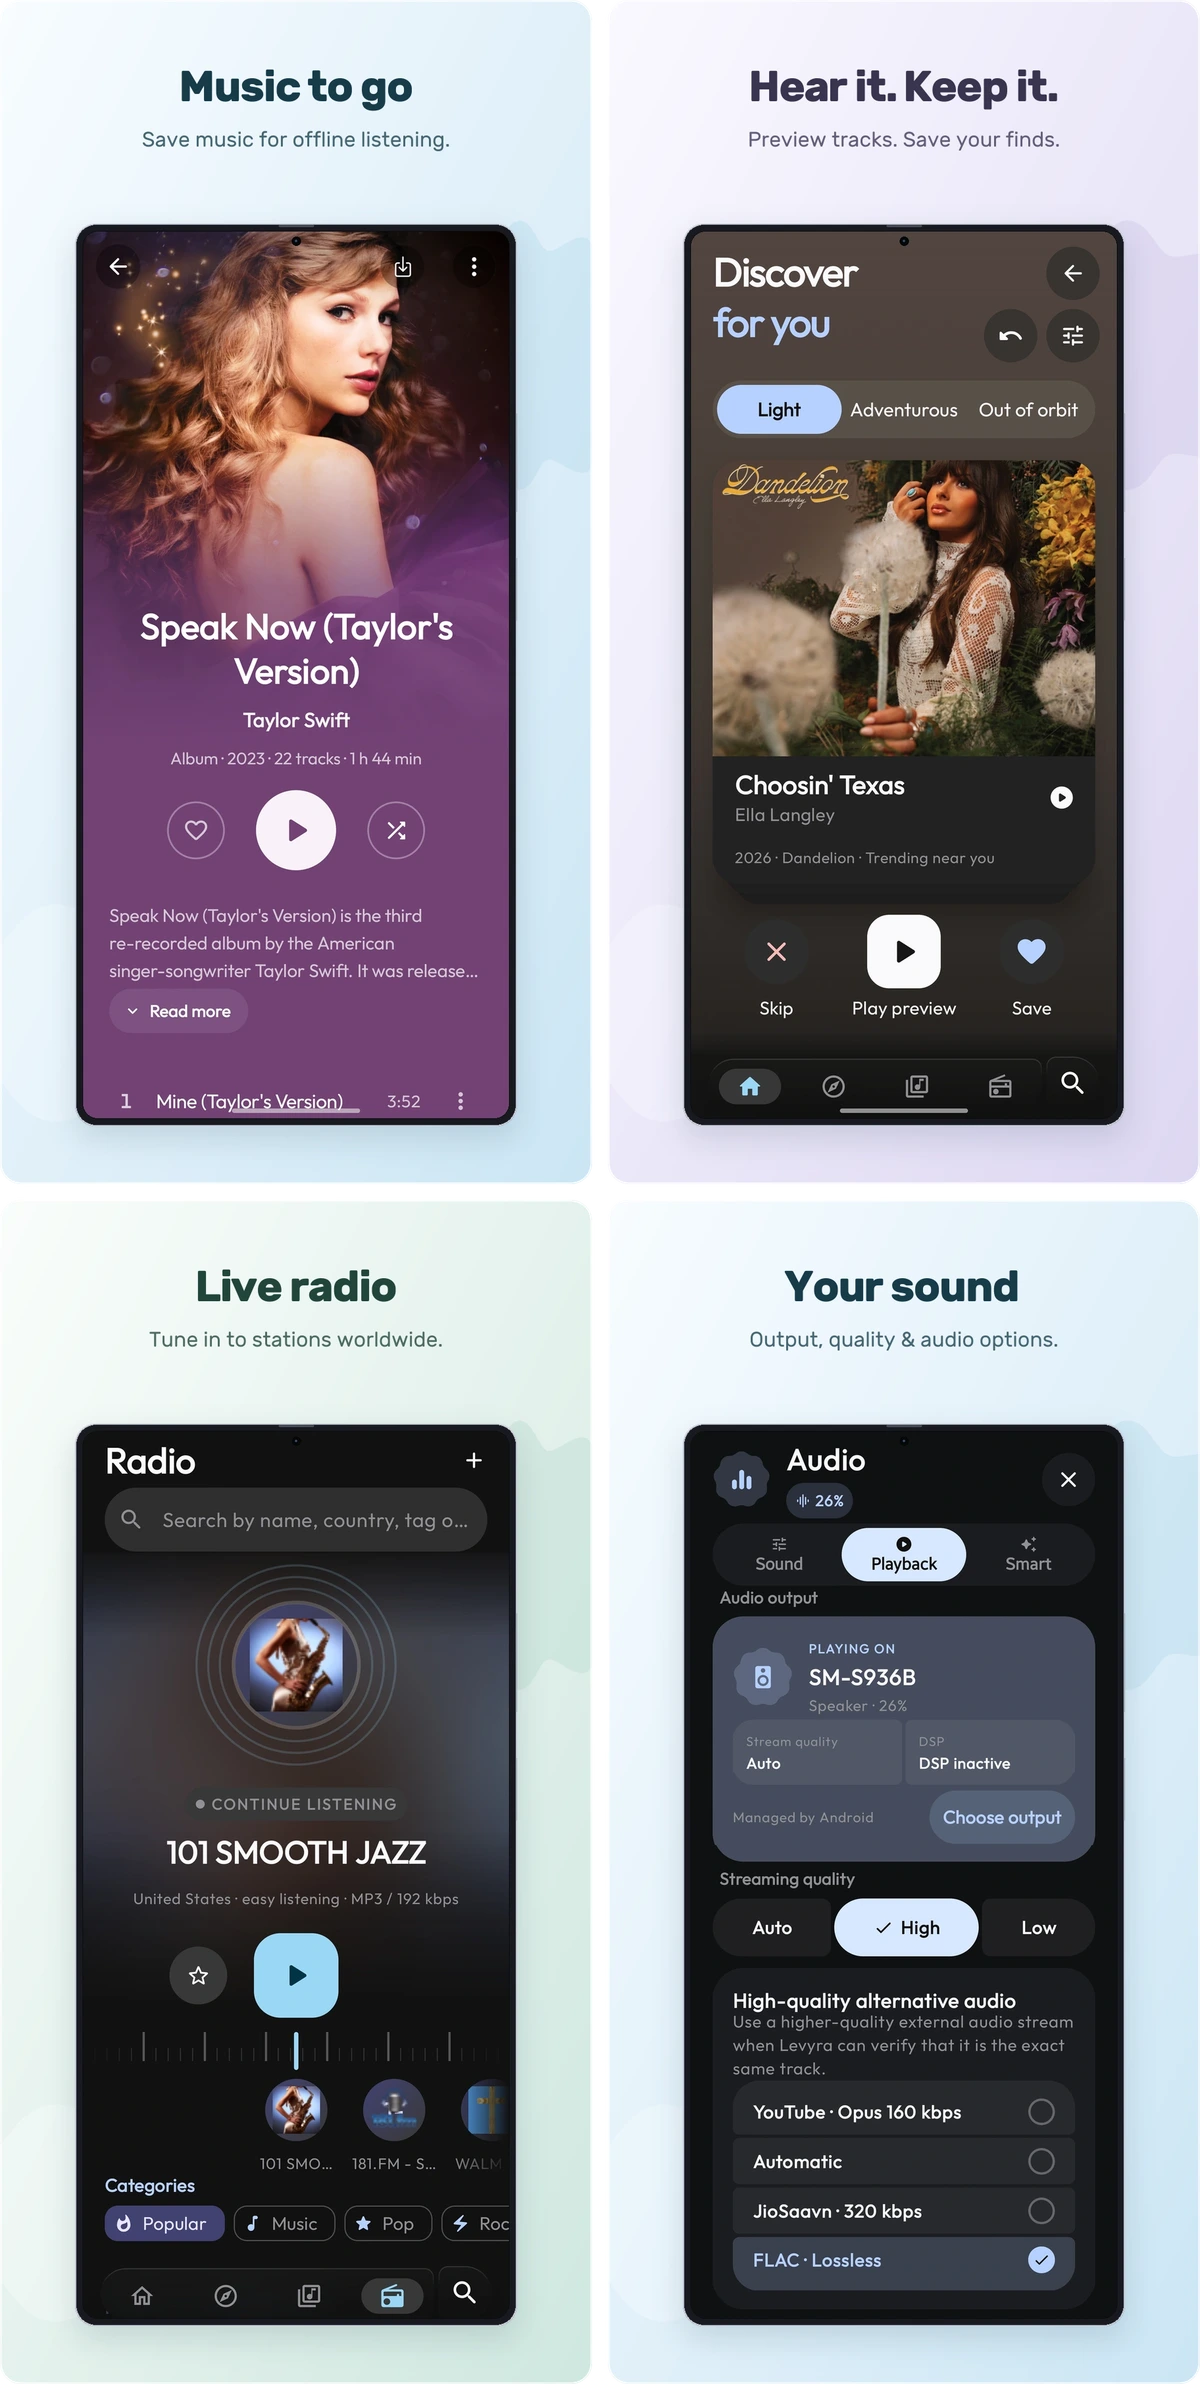 Music to go
Save music for offline listening.
Speak Now (Taylor's
Version)
Taylor Swift
Album · 2023 · 22 tracks · 1 h 44 min
Speak Now (Taylor's Version) is the third
re-recorded album by the American
singer-songwriter Taylor Swift. It was release...
Read more
1 Mine (Taylor's Version) 3:52
Hear it. Keep it.
Preview tracks. Save your finds.
Discover
for you
Light Adventurous Out of orbit
Dandelion
Ella Langley
Choosin' Texas
Ella Langley
2026 · Dandelion · Trending near you
Skip Play preview Save
Live radio
Tune in to stations worldwide.
Radio
Search by name, country, tag o...
CONTINUE LISTENING
101 SMOOTH JAZZ
United States · easy listening · MP3 / 192 kbps
101 SMO... 181.FM - S... WALM
Categories
Popular Music Pop Roc
Your sound
Output, quality & audio options.
Audio
26%
Sound Playback Smart
Audio output
PLAYING ON
SM-S936B
Speaker · 26%
Stream quality DSP
Auto DSP inactive
Managed by Android Choose output
Streaming quality
Auto High Low
High-quality alternative audio
Use a higher-quality external audio stream
when Levyra can verify that it is the exact
same track.
YouTube · Opus 160 kbps
Automatic
JioSaavn · 320 kbps
FLAC · Lossless